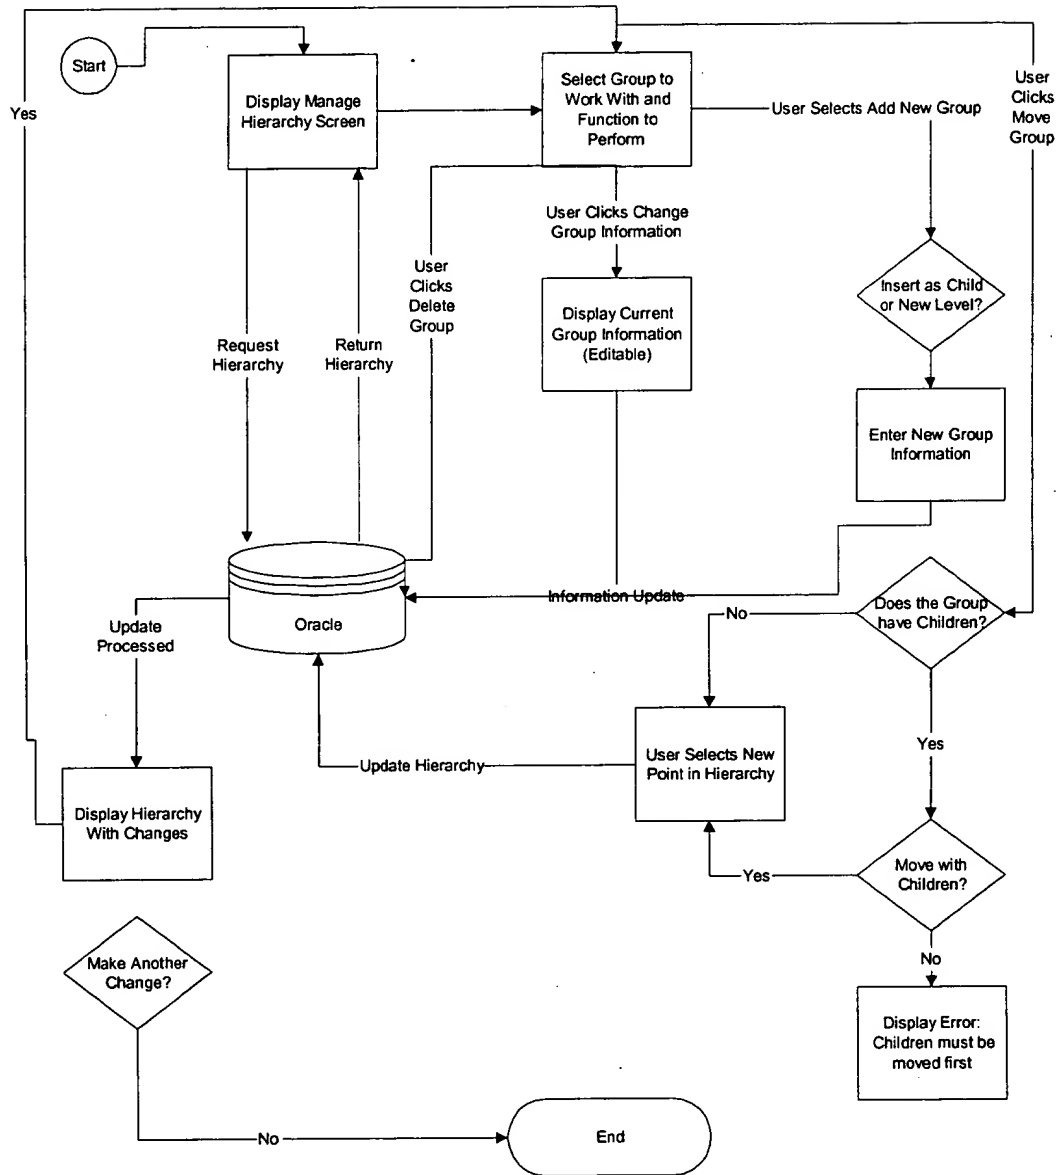 Start
Yes
Display Manage
Hierarchy Screen
Select Group to
Work With and
Function to
Perform
User Selects Add New Group
User
Clicks
Move
Group
User Clicks Change
Group Information
User
Clicks
Delete
Group
Insert as Child
or New Level?
Display Current
Group Information
(Editable)
Request
Hierarchy
Return
Hierarchy
Enter New Group
Information
Information Update
Oracle
Update
Processed
No
Does the Group
have Children?
Yes
User Selects New
Point in Hierarchy
Update Hierarchy
Display Hierarchy
With Changes
Yes
Move with
Children?
No
Make Another
Change?
Display Error:
Children must be
moved first
No
End